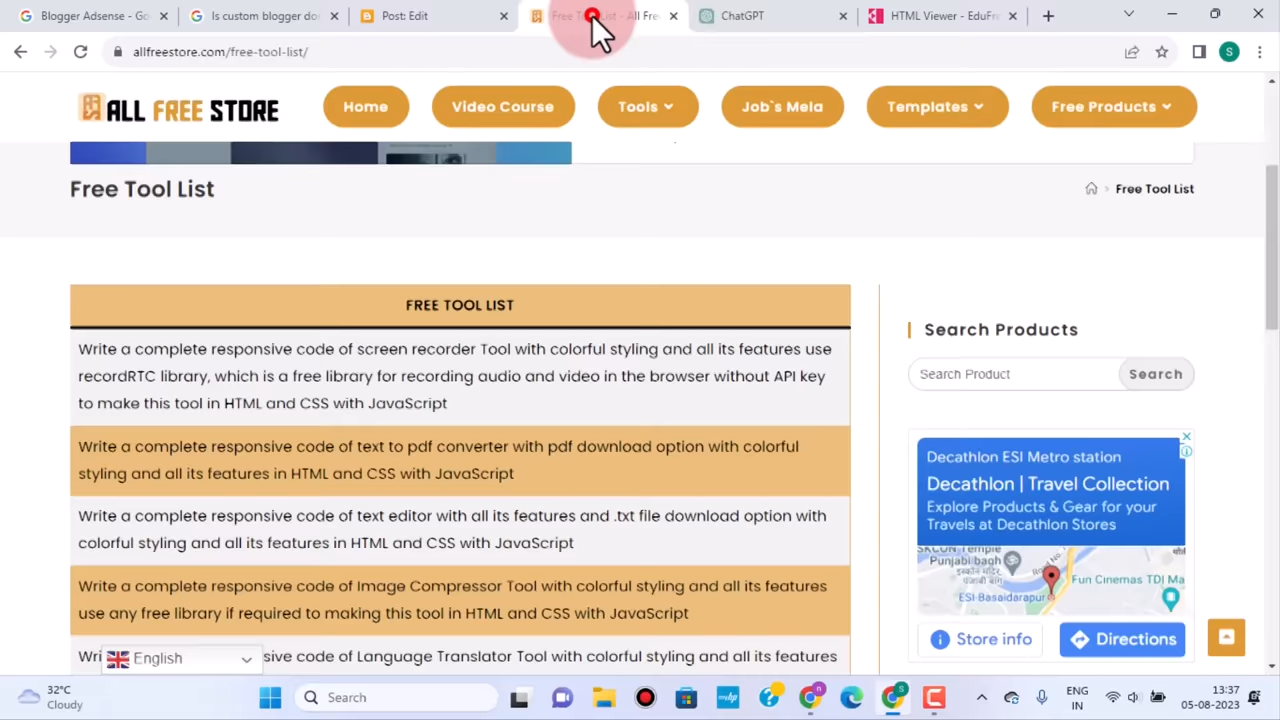 Blogger Adsense - Go
Is custom blogger do
Post: Edit
Free Tool List - All Fre
ChatGPT
HTML Viewer - EduFre
allfreestore.com/free-tool-list/
S
ALL FREE STORE
Home
Video Course
Tools
Job`s Mela
Templates
Free Products
Free Tool List
> Free Tool List
FREE TOOL LIST
Write a complete responsive code of screen recorder Tool with colorful styling and all its features use
recordRTC library, which is a free library for recording audio and video in the browser without API key
to make this tool in HTML and CSS with JavaScript
Write a complete responsive code of text to pdf converter with pdf download option with colorful
styling and all its features in HTML and CSS with JavaScript
Write a complete responsive code of text editor with all its features and .txt file download option with
colorful styling and all its features in HTML and CSS with JavaScript
Write a complete responsive code of Image Compressor Tool with colorful styling and all its features
use any free library if required to making this tool in HTML and CSS with JavaScript
Wri
sive code of Language Translator Tool with colorful styling and all its features
English
Search Products
Search Product
Search
Decathlon ESI Metro station
Decathlon | Travel Collection
Explore Products & Gear for your
Travels at Decathlon Stores
SKCON Temple
Punjabi bagh
पंजाबी बाग़
ESI-Basaidarapur
Fun Cinemas TDI Ma
Store info
Directions
32°C
Cloudy
Search
myhp
n
S
ENG
IN
13:37
05-08-2023